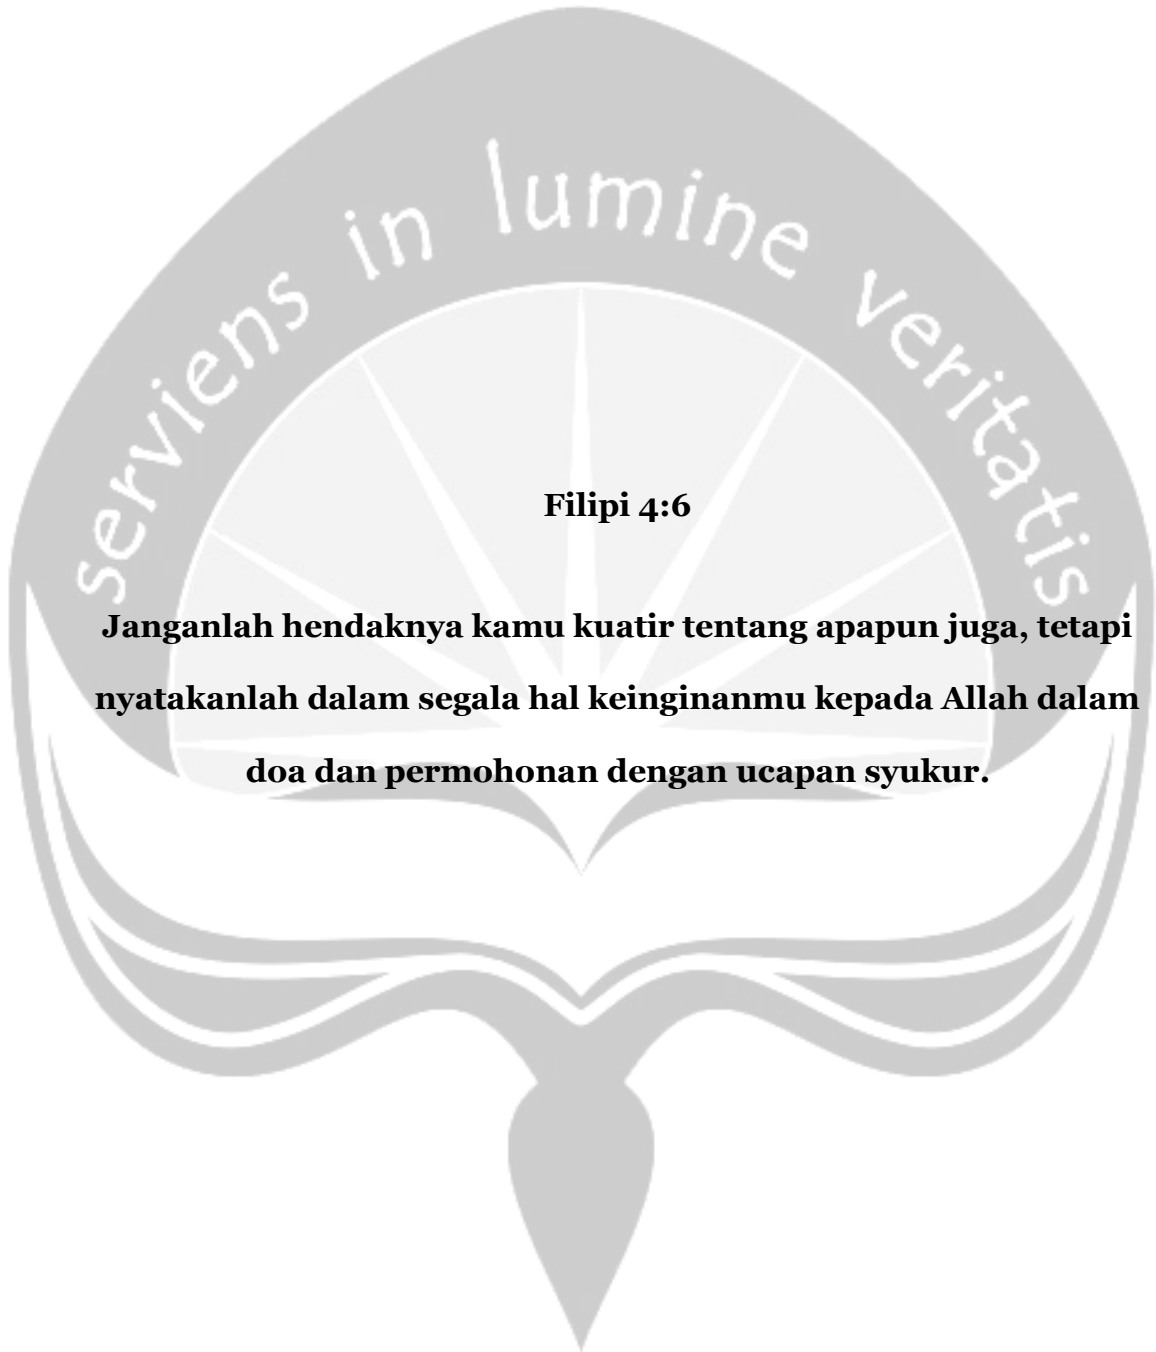 serviens in lumine veritatis
Filipi 4:6
Janganlah hendaknya kamu kuatir tentang apapun juga, tetapi
nyatakanlah dalam segala hal keinginanmu kepada Allah dalam
doa dan permohonan dengan ucapan syukur.